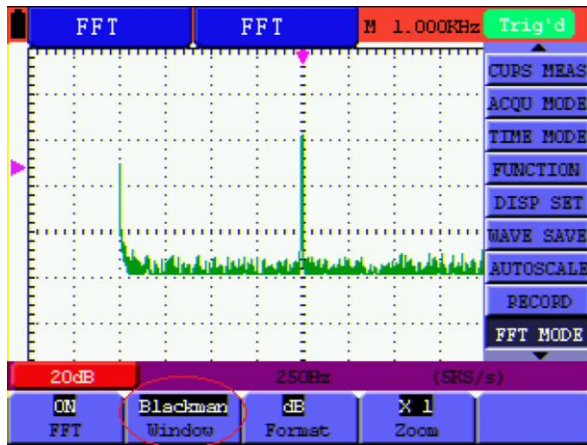 FFT FFT M 1.000KHz Trig'd
CUPS MEAS
ACQU MODE
TIME MODE
FUNCTION
DISP SET
WAVE SAVE
AUTOSCALE
RECORD
FFT MODE
20dB 250Hz (5KS/s)
ON Blackman dB X 1
FFT Window Format Zoom